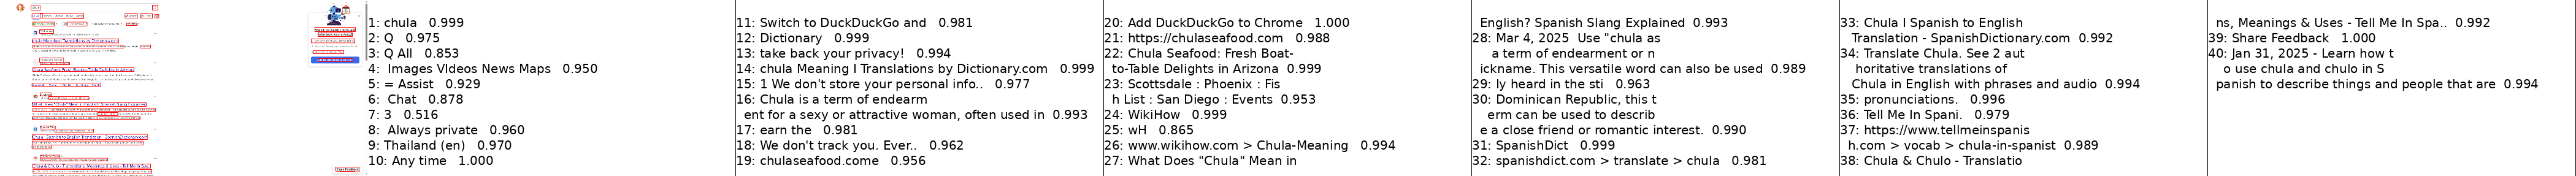 1: chula 0.999
2: Q 0.975
3: Q All 0.853
4: Images VIdeos News Maps 0.950
5: = Assist 0.929
6: Chat 0.878
7: 3 0.516
8: Always private 0.960
9: Thailand (en) 0.970
10: Any time 1.000
11: Switch to DuckDuckGo and 0.981
12: Dictionary 0.999
13: take back your privacy! 0.994
14: chula Meaning I Translations by Dictionary.com 0.999
15: 1 We don't store your personal info.. 0.977
16: Chula is a term of endearm
ent for a sexy or attractive woman, often used in 0.993
17: earn the 0.981
18: We don't track you. Ever.. 0.962
19: chulaseafood.come 0.956
20: Add DuckDuckGo to Chrome 1.000
21: https://chulaseafood.com 0.988
22: Chula Seafood: Fresh Boat-
to-Table Delights in Arizona 0.999
23: Scottsdale : Phoenix : Fis
h List : San Diego : Events 0.953
24: WikiHow 0.999
25: wH 0.865
26: www.wikihow.com > Chula-Meaning 0.994
27: What Does "Chula" Mean in
English? Spanish Slang Explained 0.993
28: Mar 4, 2025 Use "chula as
a term of endearment or n
ickname. This versatile word can also be used 0.989
29: ly heard in the sti 0.963
30: Dominican Republic, this t
erm can be used to describ
e a close friend or romantic interest. 0.990
31: SpanishDict 0.999
32: spanishdict.com > translate > chula 0.981
33: Chula I Spanish to English
Translation - SpanishDictionary.com 0.992
34: Translate Chula. See 2 aut
horitative translations of
Chula in English with phrases and audio 0.994
35: pronunciations. 0.996
36: Tell Me In Spani. 0.979
37: https://www.tellmeinspanis
h.com > vocab > chula-in-spanist 0.989
38: Chula & Chulo - Translatio
ns, Meanings & Uses - Tell Me In Spa.. 0.992
39: Share Feedback 1.000
40: Jan 31, 2025 - Learn how t
o use chula and chulo in S
panish to describe things and people that are 0.994